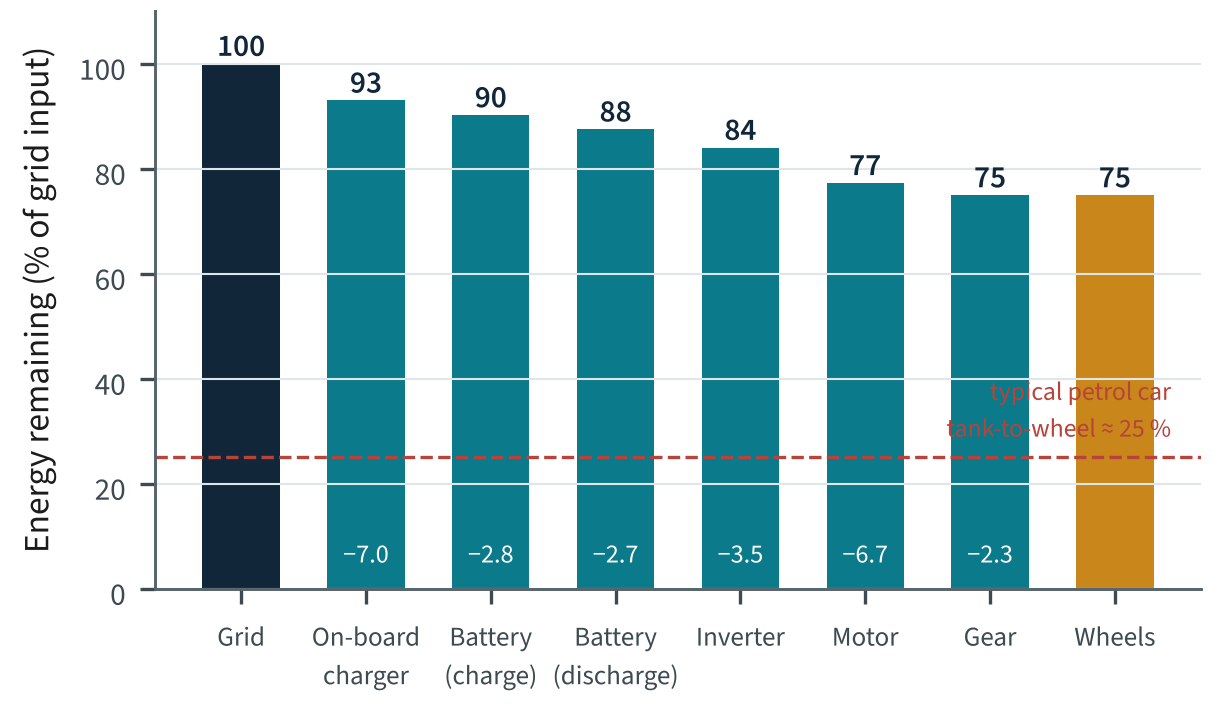 Energy remaining (% of grid input)
100
80
60
40
20
0
100
93
90
88
84
77
75
75
typical petrol car
tank-to-wheel ≈ 25 %
−7.0
−2.8
−2.7
−3.5
−6.7
−2.3
Grid
On-board
charger
Battery
(charge)
Battery
(discharge)
Inverter
Motor
Gear
Wheels